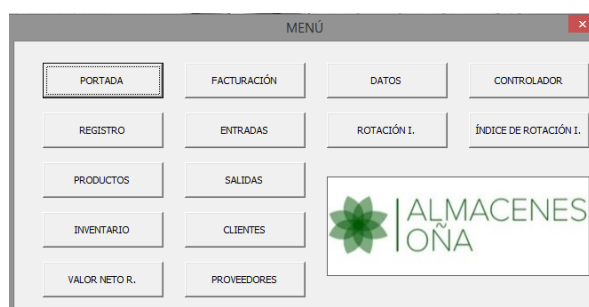 MENÚ
x
PORTADA
FACTURACIÓN
DATOS
CONTROLADOR
REGISTRO
ENTRADAS
ROTACIÓN I.
ÍNDICE DE ROTACIÓN I.
PRODUCTOS
SALIDAS
INVENTARIO
CLIENTES
VALOR NETO R.
PROVEEDORES
ALMACENES
OÑA